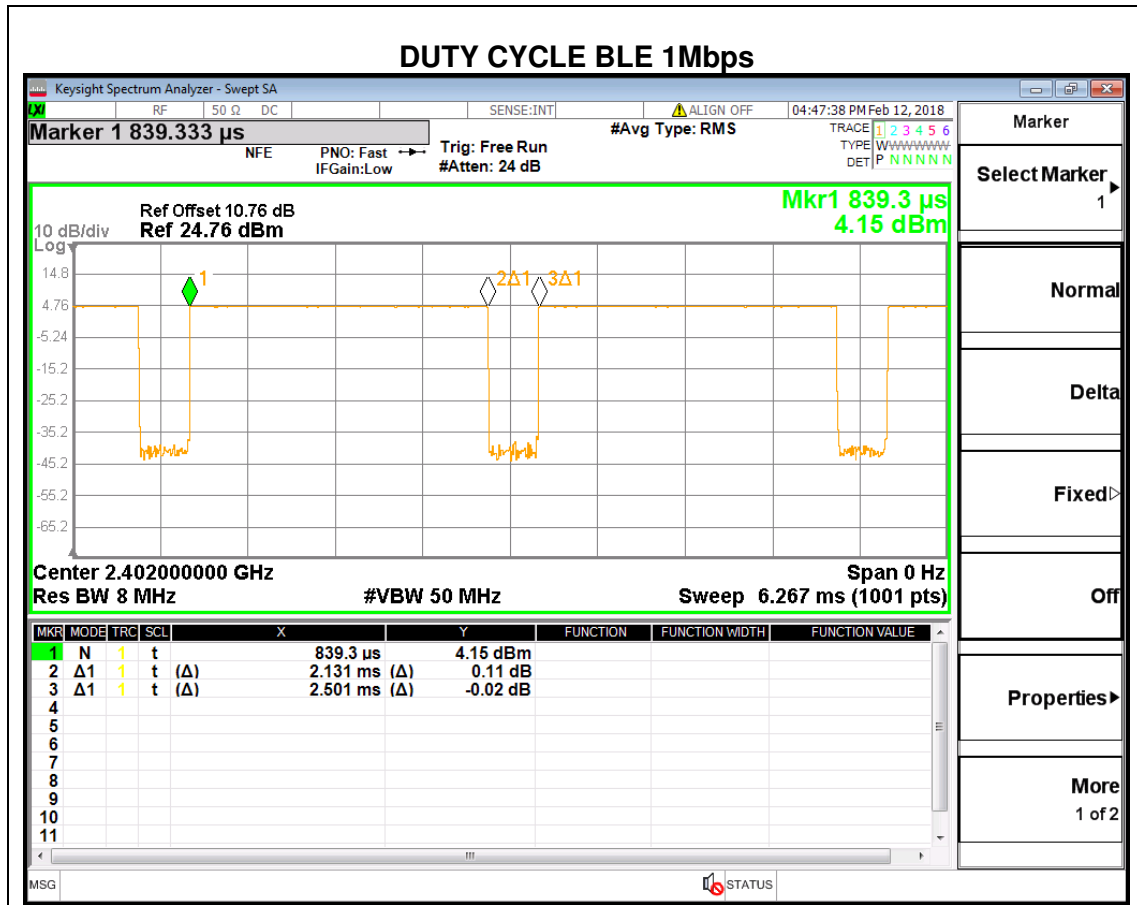 DUTY CYCLE BLE 1Mbps
Keysight Spectrum Analyzer - Swept SA
LXI RF 50 Ω DC SENSE:INT ALIGN OFF 04:47:38 PM Feb 12, 2018
Marker 1 839.333 µs
NFE
PNO: Fast
IFGain:Low
Trig: Free Run
#Atten: 24 dB
#Avg Type: RMS
TRACE 1 2 3 4 5 6
TYPE WWWWWWW
DET P N N N N N
Mkr1 839.3 µs
4.15 dBm
Ref Offset 10.76 dB
10 dB/div Ref 24.76 dBm
Log
14.8
4.76
-5.24
-15.2
-25.2
-35.2
-45.2
-55.2
-65.2
1
2Δ1
3Δ1
Center 2.402000000 GHz Span 0 Hz
Res BW 8 MHz #VBW 50 MHz Sweep 6.267 ms (1001 pts)
MKR MODE TRC SCL X Y FUNCTION FUNCTION WIDTH FUNCTION VALUE
1 N 1 t 839.3 µs 4.15 dBm
2 Δ1 1 t (Δ) 2.131 ms (Δ) 0.11 dB
3 Δ1 1 t (Δ) 2.501 ms (Δ) -0.02 dB
4
5
6
7
8
9
10
11
MSG STATUS
Marker
Select Marker
1
Normal
Delta
Fixed
Off
Properties
More
1 of 2